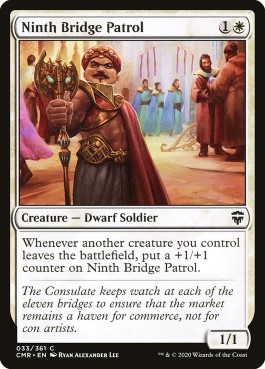 Ninth Bridge Patrol 1
Creature — Dwarf Soldier
Whenever another creature you control
leaves the battlefield, put a +1/+1
counter on Ninth Bridge Patrol.
The Consulate keeps watch at each of the
eleven bridges to ensure that the market
remains a haven for commerce, not for
con artists.
1/1
033/361 C
CMR • EN RYAN ALEXANDER LEE
™ & © 2020 Wizards of the Coast